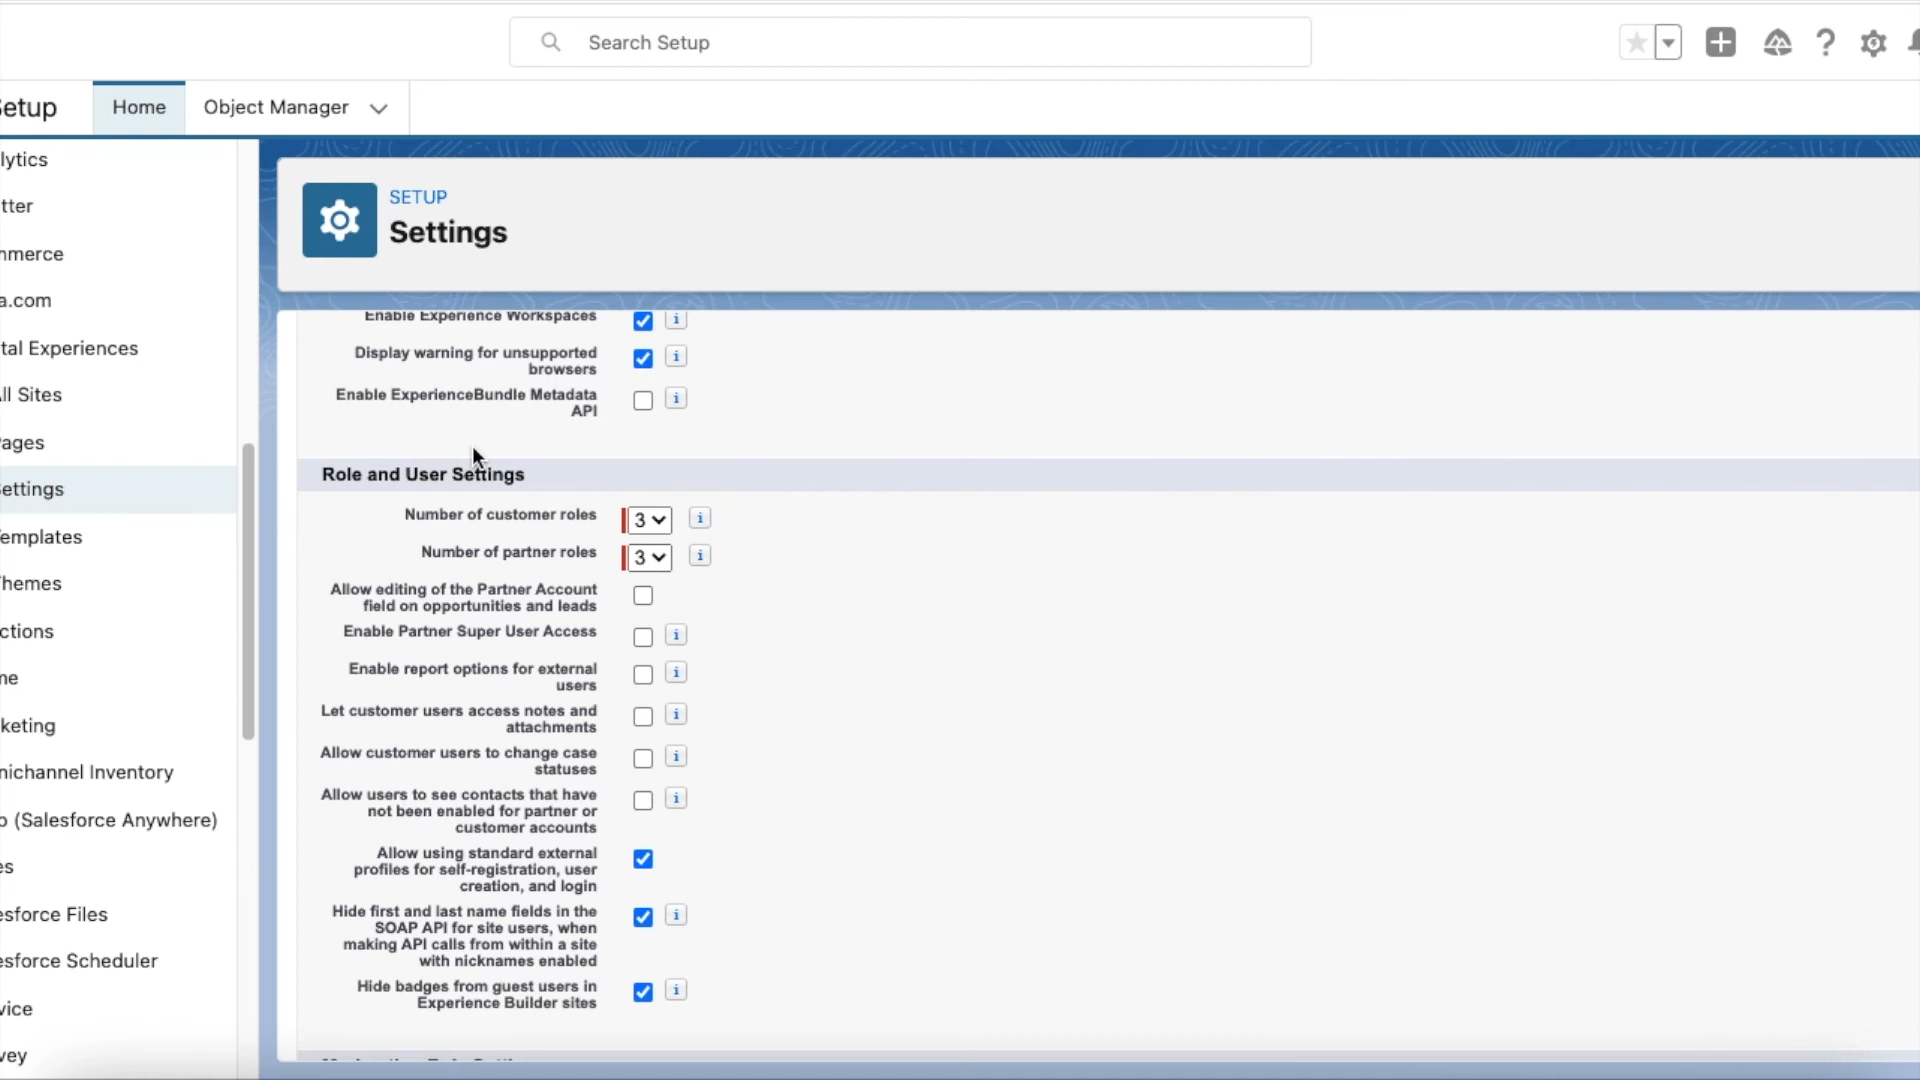 Search Setup
Setup
Home
Object Manager
lytics
tter
mmerce
a.com
tal Experiences
ll Sites
Pages
Settings
Templates
Themes
ctions
me
keting
nichannel Inventory
o (Salesforce Anywhere)
es
esforce Files
esforce Scheduler
vice
vey
SETUP
Settings
Enable Experience Workspaces
i
Display warning for unsupported
browsers
i
Enable ExperienceBundle Metadata
API
i
Role and User Settings
Number of customer roles
3
i
Number of partner roles
3
i
Allow editing of the Partner Account
field on opportunities and leads
Enable Partner Super User Access
i
Enable report options for external
users
i
Let customer users access notes and
attachments
i
Allow customer users to change case
statuses
i
Allow users to see contacts that have
not been enabled for partner or
customer accounts
i
Allow using standard external
profiles for self-registration, user
creation, and login
Hide first and last name fields in the
SOAP API for site users, when
making API calls from within a site
with nicknames enabled
i
Hide badges from guest users in
Experience Builder sites
i